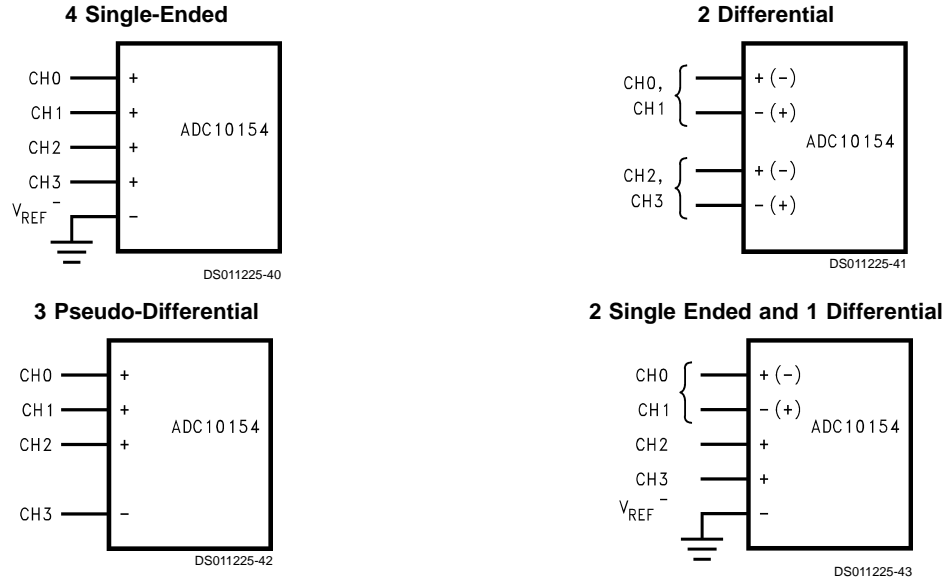 4 Single-Ended
CH0 +
CH1 +
ADC10154
CH2 +
CH3 +
VREF⁻ −
DS011225-40
2 Differential
CH0, + (−)
CH1 − (+)
ADC10154
CH2, + (−)
CH3 − (+)
DS011225-41
3 Pseudo-Differential
CH0 +
CH1 +
ADC10154
CH2 +
CH3 −
DS011225-42
2 Single Ended and 1 Differential
CH0 + (−)
CH1 − (+)
ADC10154
CH2 +
CH3 +
VREF⁻ −
DS011225-43